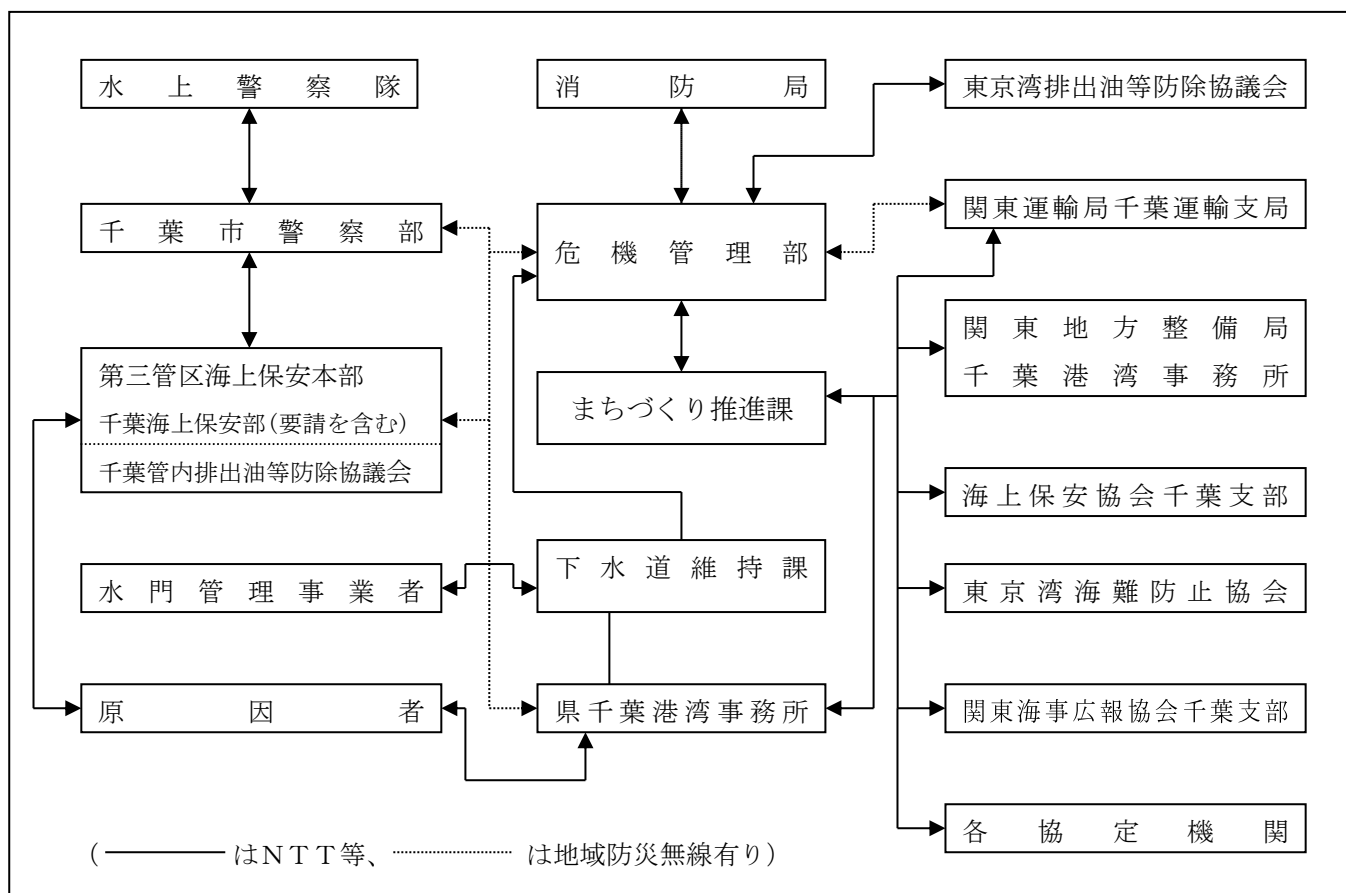 水上警察隊
消防局
東京湾排出油等防除協議会
千葉市警察部
危機管理部
関東運輸局千葉運輸支局
関東地方整備局
千葉港湾事務所
第三管区海上保安本部
千葉海上保安部(要請を含む)
千葉管内排出油等防除協議会
まちづくり推進課
海上保安協会千葉支部
水門管理事業者
下水道維持課
東京湾海難防止協会
原因者
県千葉港湾事務所
関東海事広報協会千葉支部
各協定機関
(――― はNTT等、……… は地域防災無線有り)